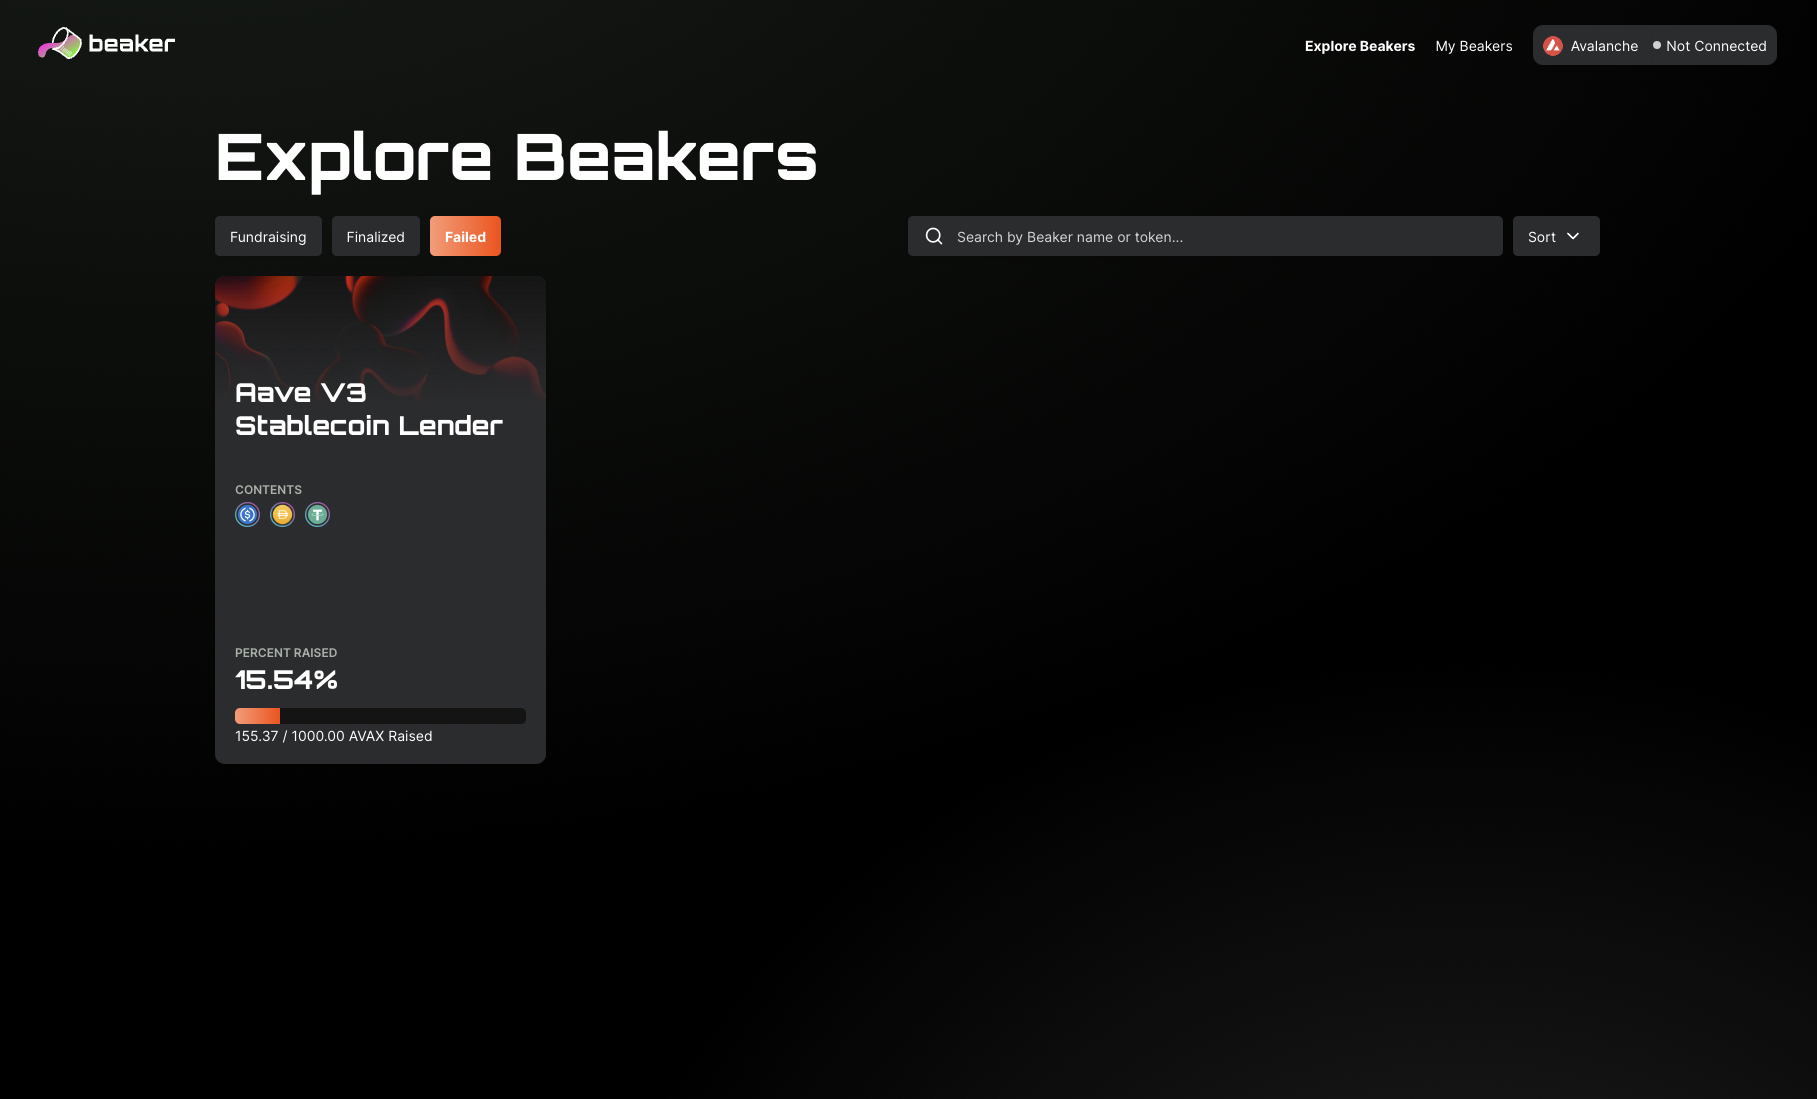 beaker
Explore Beakers
My Beakers
Avalanche
Not Connected
Explore Beakers
Fundraising
Finalized
Failed
Search by Beaker name or token...
Sort
Aave V3
Stablecoin Lender
CONTENTS
PERCENT RAISED
15.54%
155.37 / 1000.00 AVAX Raised